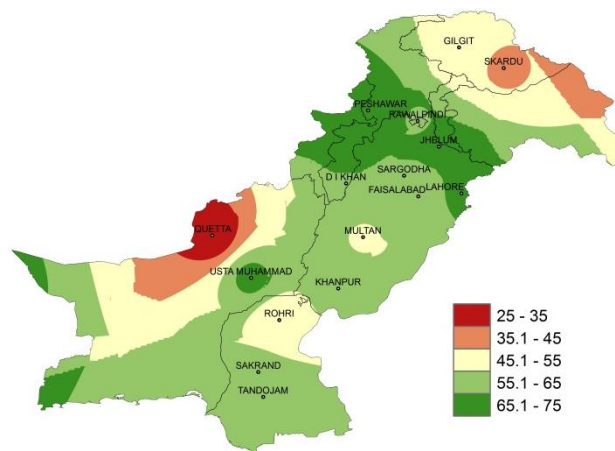 GILGIT
SKARDU
PESHAWAR
RAWALPINDI
JHELUM
SARGODHA
D I KHAN
FAISALABAD
LAHORE
QUETTA
MULTAN
USTA MUHAMMAD
KHANPUR
ROHRI
SAKRAND
TANDOJAM
25 - 35
35.1 - 45
45.1 - 55
55.1 - 65
65.1 - 75